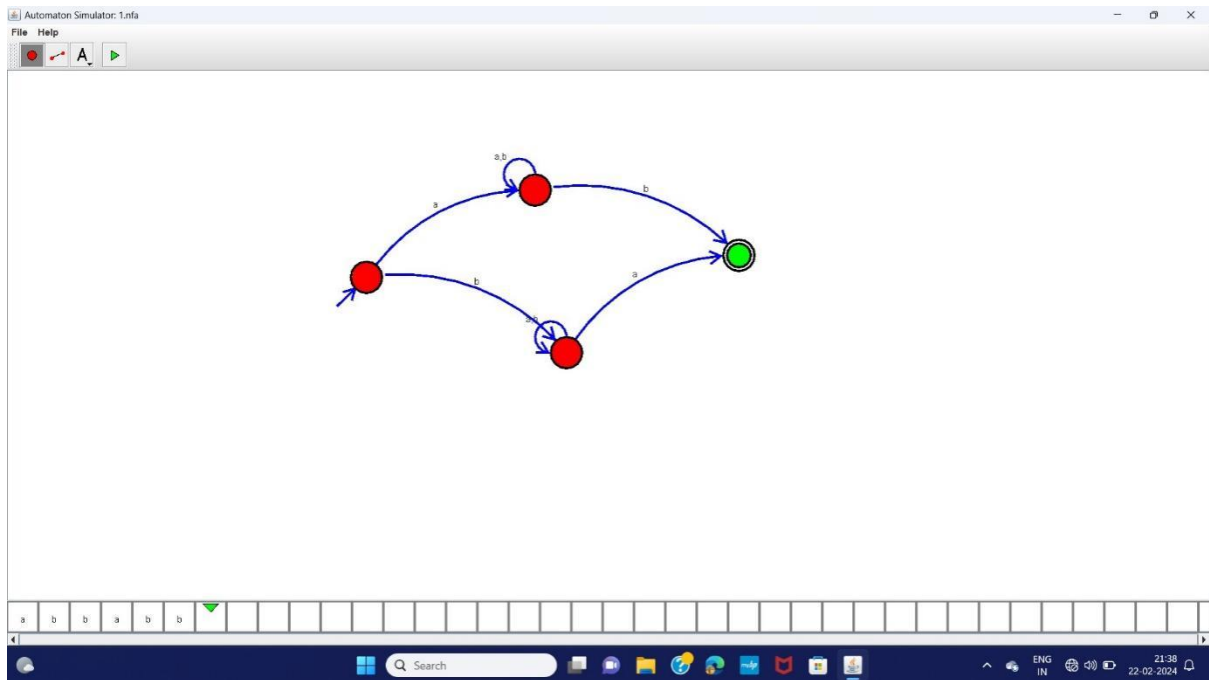 Automaton Simulator: 1.nfa
File Help
A
a,b
b
a
b
a
a,b
a b b a b b
Search
ENG
IN
21:38
22-02-2024